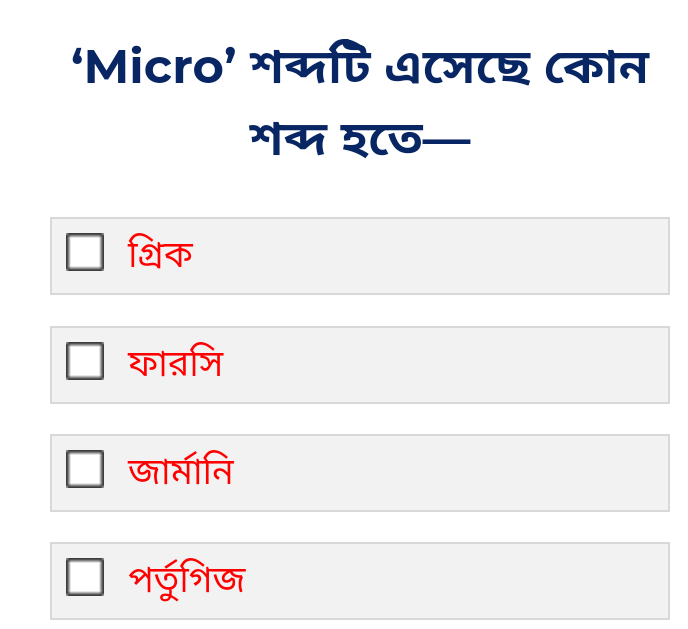 ‘Micro’ শব্দটি এসেছে কোন
শব্দ হতে—
গ্রিক
ফারসি
জার্মানি
পর্তুগিজ